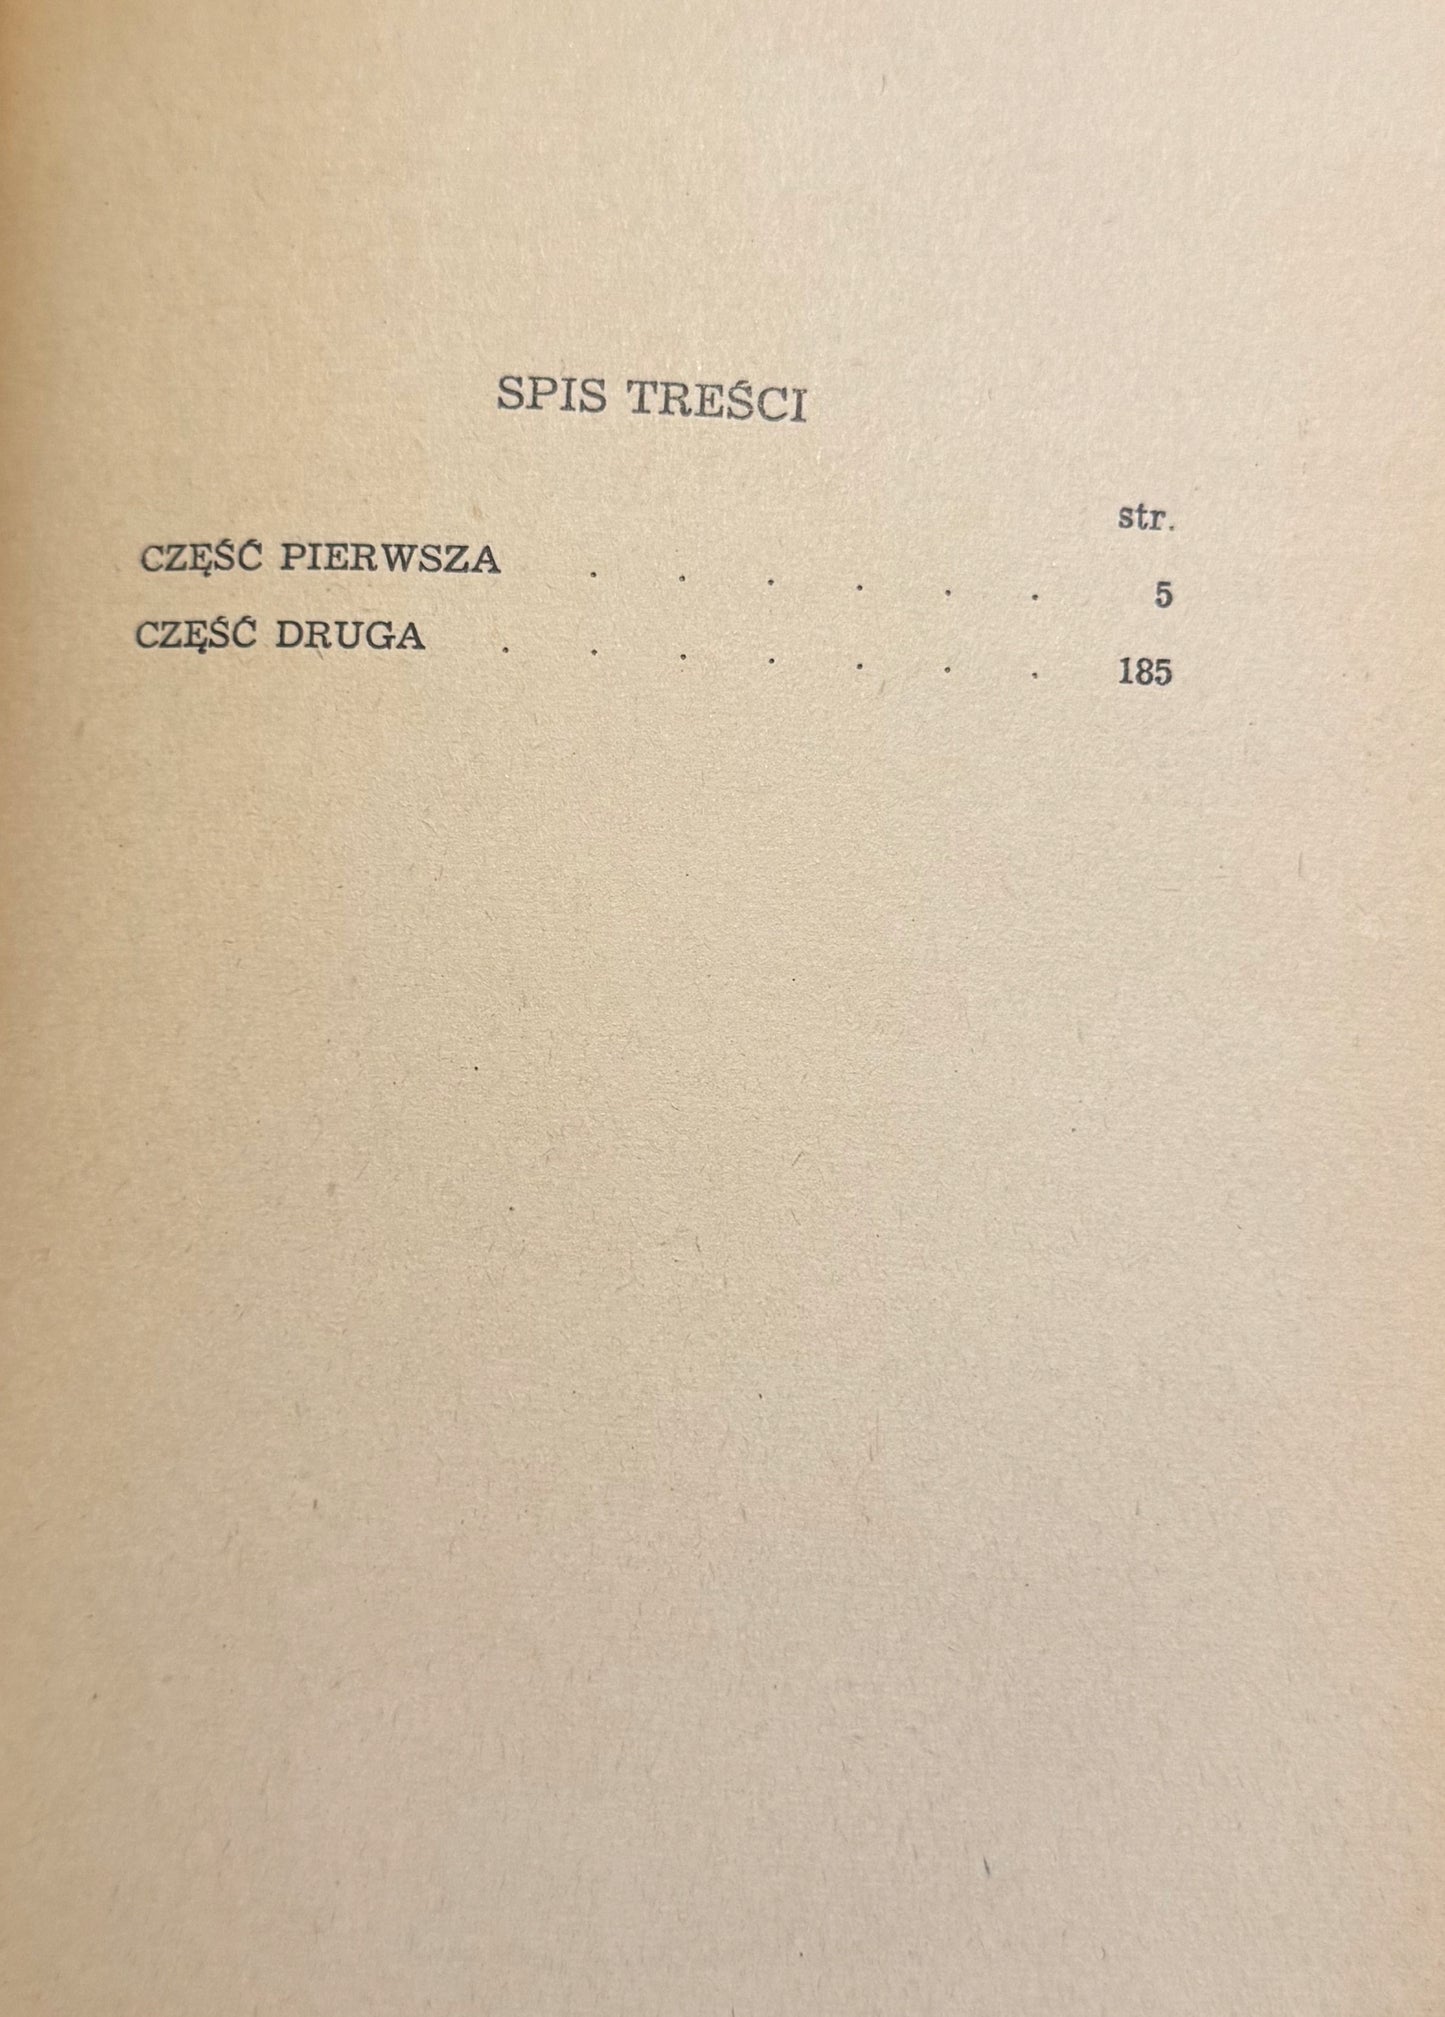 SPIS TREŚCI
str.
CZĘŚĆ PIERWSZA . . . . . . 5
CZĘŚĆ DRUGA . . . . . . . 185